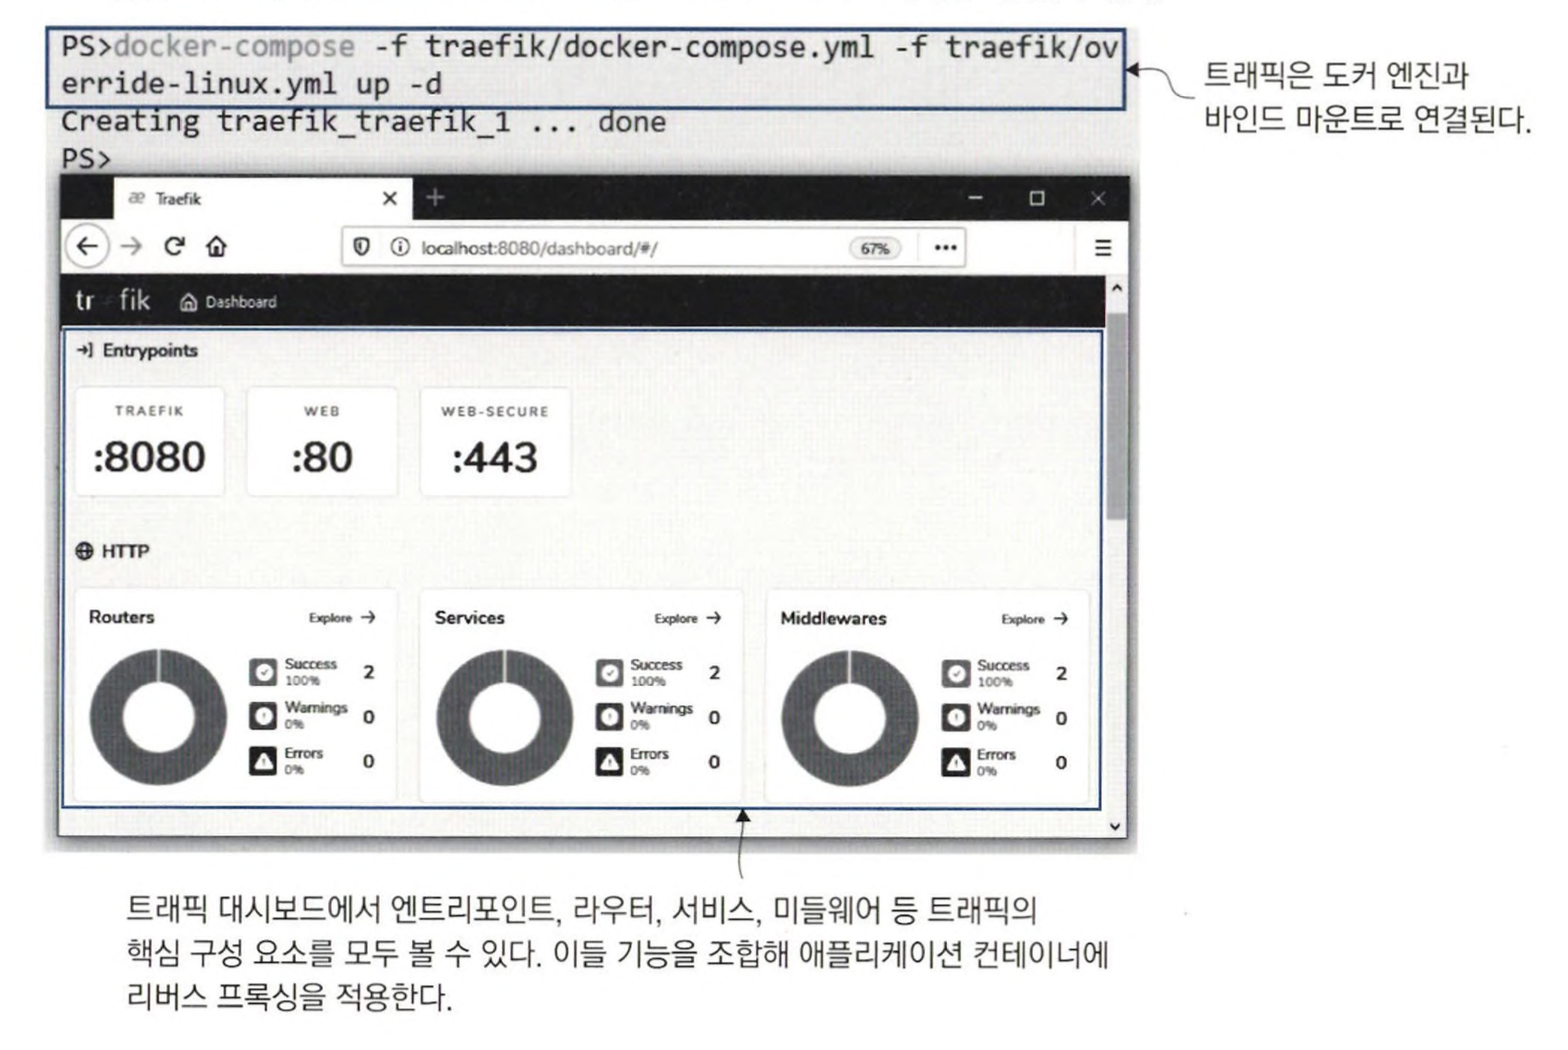 PS>docker-compose -f traefik/docker-compose.yml -f traefik/ov
erride-linux.yml up -d
Creating traefik_traefik_1 ... done
PS>
트래픽은 도커 엔진과
바인드 마운트로 연결된다.
æ Traefik
localhost:8080/dashboard/#/
67%
tr fik Dashboard
Entrypoints
TRAEFIK
:8080
WEB
:80
WEB-SECURE
:443
HTTP
Routers Explore →
Success 2
100%
Warnings 0
0%
Errors 0
0%
Services Explore →
Success 2
100%
Warnings 0
0%
Errors 0
0%
Middlewares Explore →
Success 2
100%
Warnings 0
0%
Errors 0
0%
트래픽 대시보드에서 엔트리포인트, 라우터, 서비스, 미들웨어 등 트래픽의
핵심 구성 요소를 모두 볼 수 있다. 이들 기능을 조합해 애플리케이션 컨테이너에
리버스 프록싱을 적용한다.